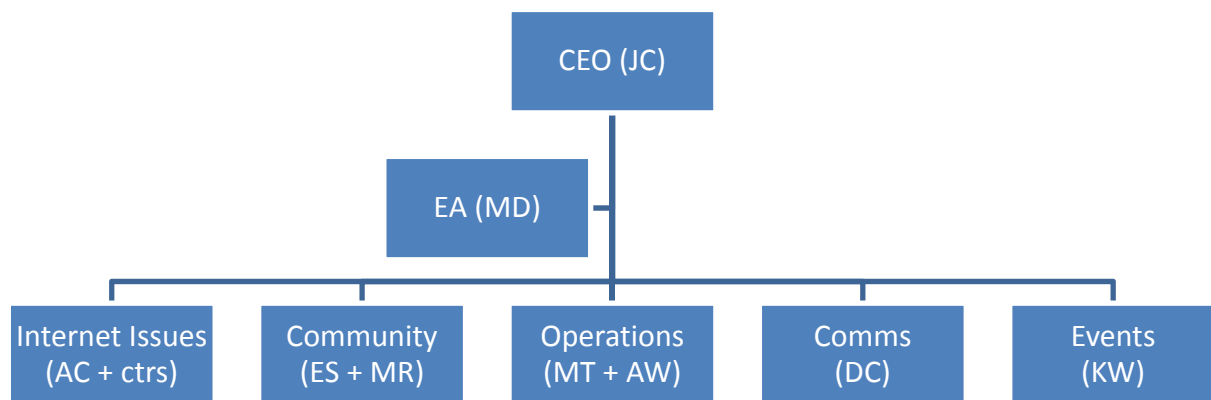 CEO (JC)
EA (MD)
Internet Issues
(AC + ctrs)
Community
(ES + MR)
Operations
(MT + AW)
Comms
(DC)
Events
(KW)